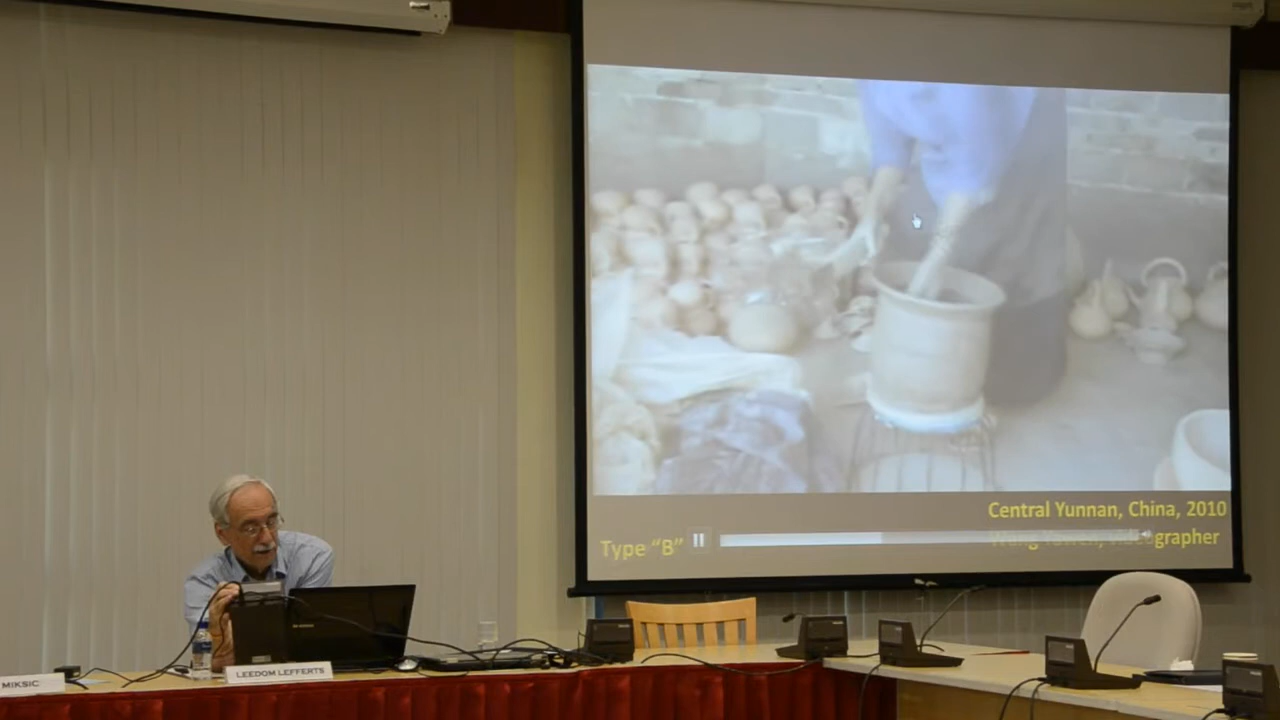 Central Yunnan, China, 2010
Type “B”
MIKSIC
LEEDOM LEFFERTS